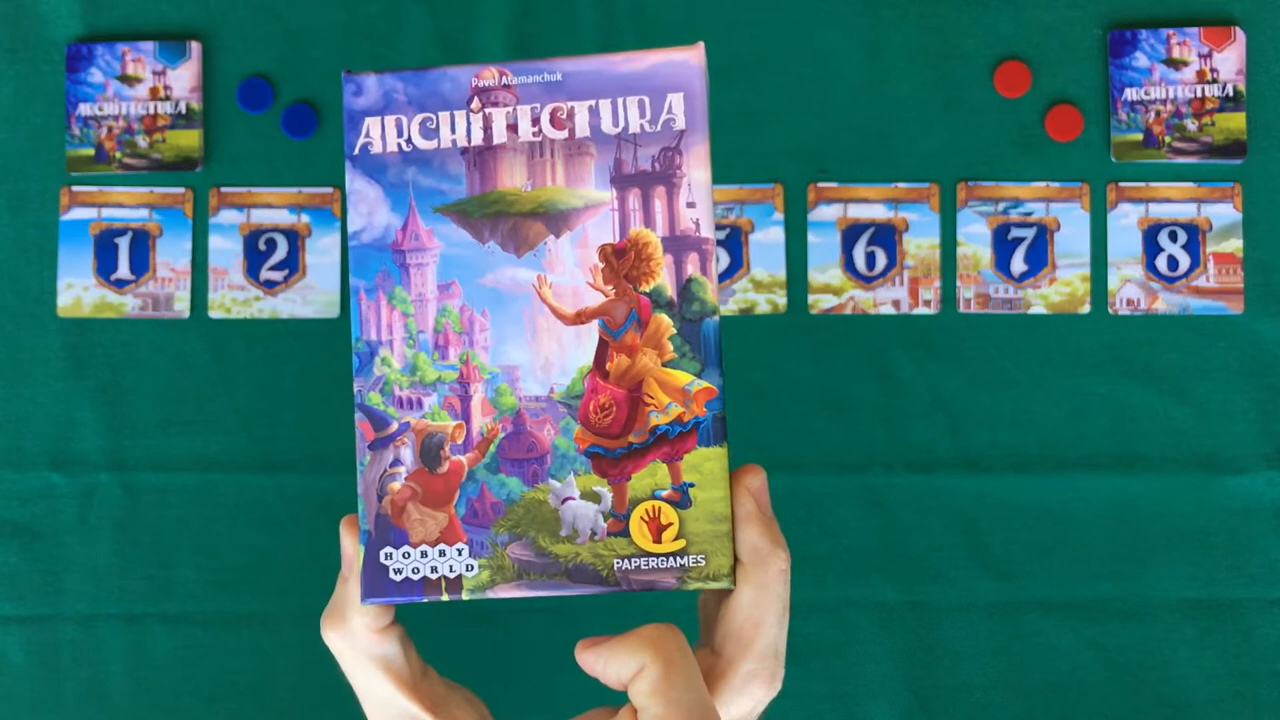 Pavel Atamanchuk
ARCHITECTURA
ARCHITECTURA
ARCHITECTURA
1
2
5
6
7
8
HOBBY
WORLD
PAPERGAMES